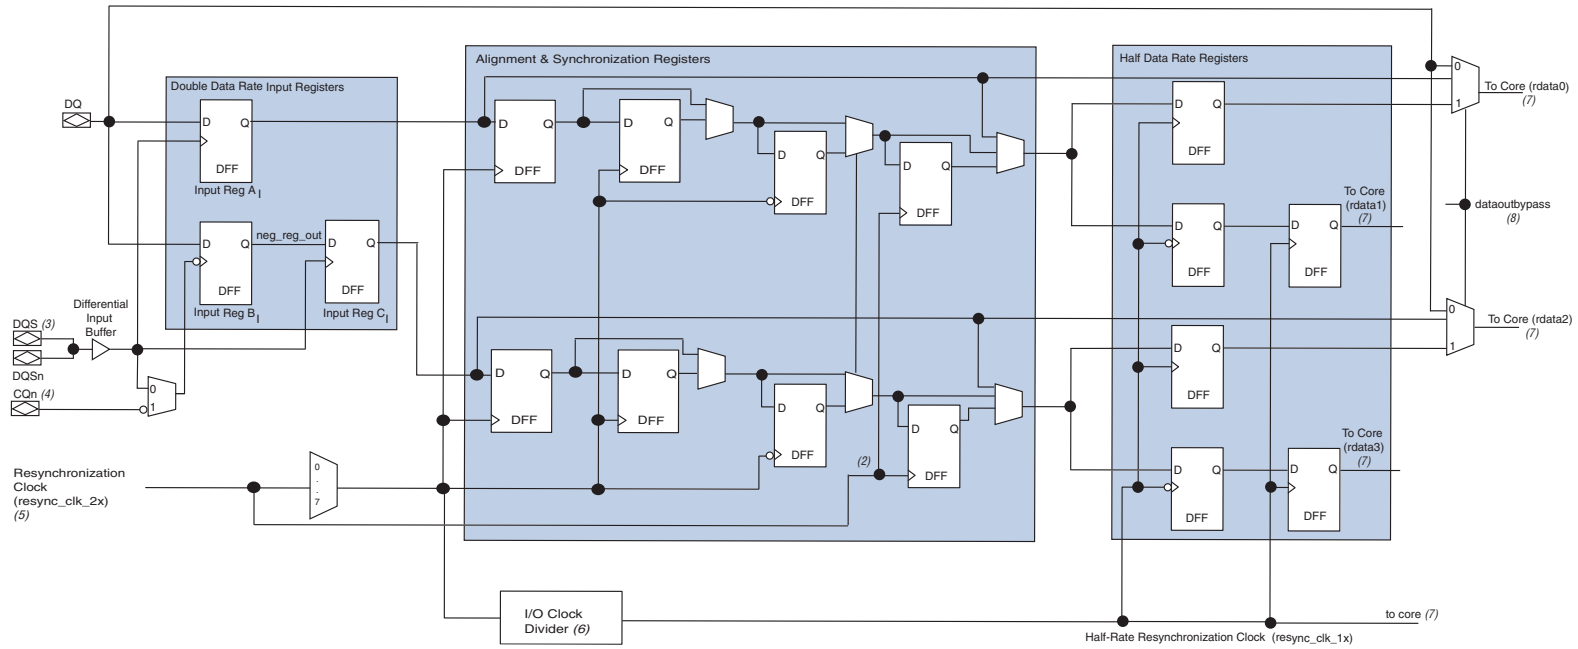 Alignment & Synchronization Registers
Half Data Rate Registers
Double Data Rate Input Registers
DQ
D Q
DFF
Input Reg A I
D Q
DFF
Input Reg B I
neg_reg_out
D Q
DFF
Input Reg C I
Differential
Input
Buffer
DQS (3)
DQSn
CQn (4)
0
1
D Q
DFF
D Q
DFF
D Q
DFF
D Q
DFF
D Q
DFF
D Q
DFF
D Q
DFF
D Q
DFF
(2)
D Q
DFF
D Q
DFF
D Q
DFF
D Q
DFF
D Q
DFF
D Q
DFF
0
1
To Core (rdata0)
(7)
To Core
(rdata1)
(7)
dataoutbypass
(8)
0
1
To Core (rdata2)
(7)
To Core
(rdata3)
(7)
Resynchronization
Clock
(resync_clk_2x)
(5)
0
.
.
7
I/O Clock
Divider (6)
to core (7)
Half-Rate Resynchronization Clock (resync_clk_1x)